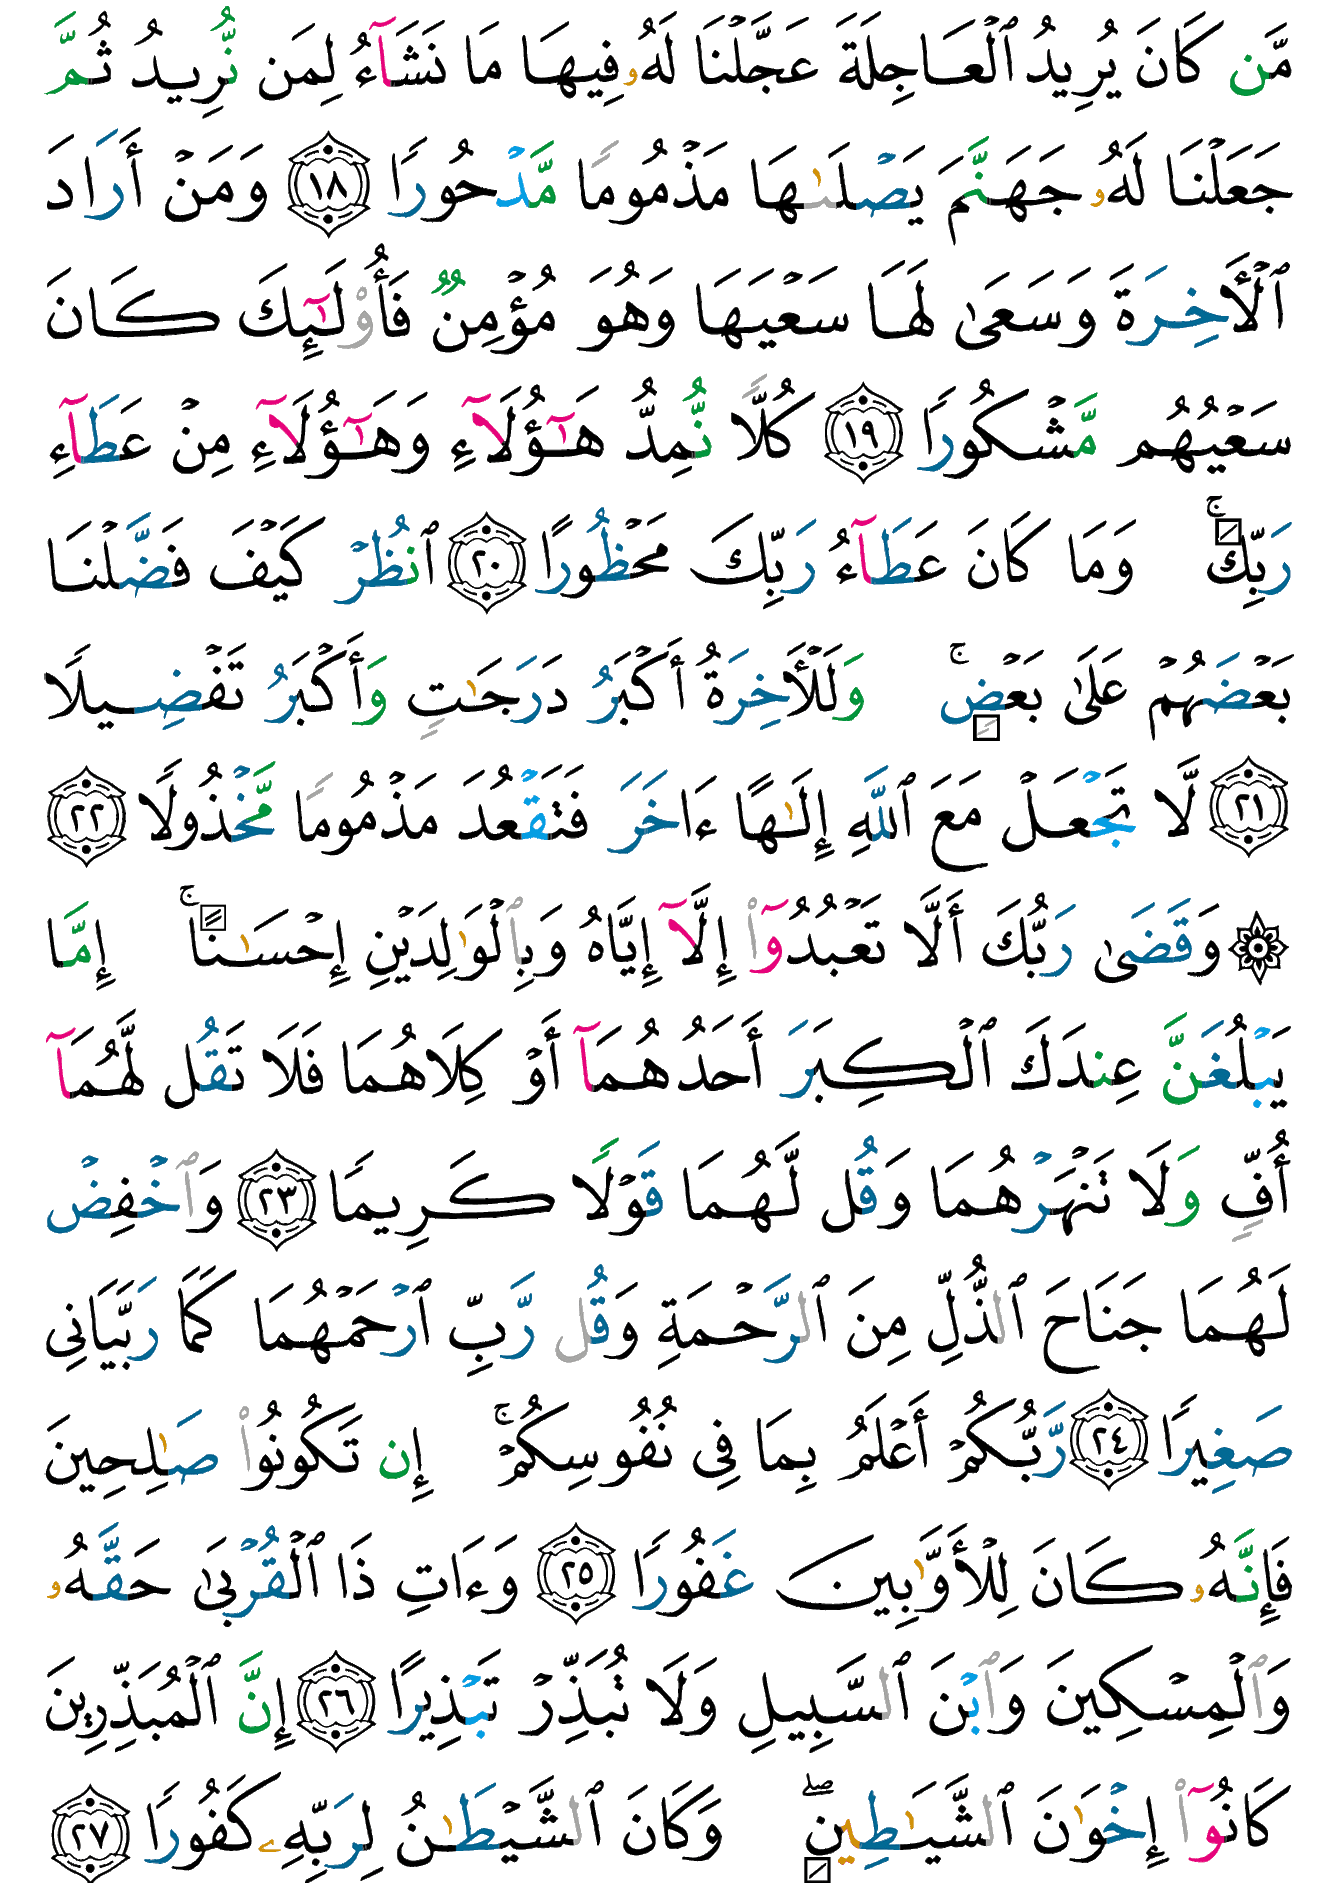 مَّن كَانَ يُرِيدُ ٱلْعَاجِلَةَ عَجَّلْنَا لَهُۥ فِيهَا مَا نَشَآءُ لِمَن نُّرِيدُ ثُمَّ
جَعَلْنَا لَهُۥ جَهَنَّمَ يَصْلَىٰهَا مَذْمُومًا مَّدْحُورًا ١٨ وَمَنْ أَرَادَ
ٱلْأَخِرَةَ وَسَعَىٰ لَهَا سَعْيَهَا وَهُوَ مُؤْمِنٌ فَأُو۟لَٰٓئِكَ كَانَ
سَعْيُهُم مَّشْكُورًا ١٩ كُلًّا نُّمِدُّ هَٰٓؤُلَآءِ وَهَٰٓؤُلَآءِ مِنْ عَطَآءِ
رَبِّكَ ۚ وَمَا كَانَ عَطَآءُ رَبِّكَ مَحْظُورًا ٢٠ ٱنظُرْ كَيْفَ فَضَّلْنَا
بَعْضَهُمْ عَلَىٰ بَعْضٍ ۚ وَلَلْأَخِرَةُ أَكْبَرُ دَرَجَٰتٍ وَأَكْبَرُ تَفْضِيلًا
٢١ لَّا تَجْعَلْ مَعَ ٱللَّهِ إِلَٰهًا ءَاخَرَ فَتَقْعُدَ مَذْمُومًا مَّخْذُولًا ٢٢
۞ وَقَضَىٰ رَبُّكَ أَلَّا تَعْبُدُوٓا۟ إِلَّآ إِيَّاهُ وَبِٱلْوَٰلِدَيْنِ إِحْسَٰنًا ۚ إِمَّا
يَبْلُغَنَّ عِندَكَ ٱلْكِبَرَ أَحَدُهُمَآ أَوْ كِلَاهُمَا فَلَا تَقُل لَّهُمَآ
أُفٍّ وَلَا تَنْهَرْهُمَا وَقُل لَّهُمَا قَوْلًا كَرِيمًا ٢٣ وَٱخْفِضْ
لَهُمَا جَنَاحَ ٱلذُّلِّ مِنَ ٱلرَّحْمَةِ وَقُل رَّبِّ ٱرْحَمْهُمَا كَمَا رَبَّيَانِى
صَغِيرًا ٢٤ رَّبُّكُمْ أَعْلَمُ بِمَا فِى نُفُوسِكُمْ ۚ إِن تَكُونُوا۟ صَٰلِحِينَ
فَإِنَّهُۥ كَانَ لِلْأَوَّٰبِينَ غَفُورًا ٢٥ وَءَاتِ ذَا ٱلْقُرْبَىٰ حَقَّهُۥ
وَٱلْمِسْكِينَ وَٱبْنَ ٱلسَّبِيلِ وَلَا تُبَذِّرْ تَبْذِيرًا ٢٦ إِنَّ ٱلْمُبَذِّرِينَ
كَانُوٓا۟ إِخْوَٰنَ ٱلشَّيَٰطِينِ ۖ وَكَانَ ٱلشَّيْطَٰنُ لِرَبِّهِۦ كَفُورًا ٢٧